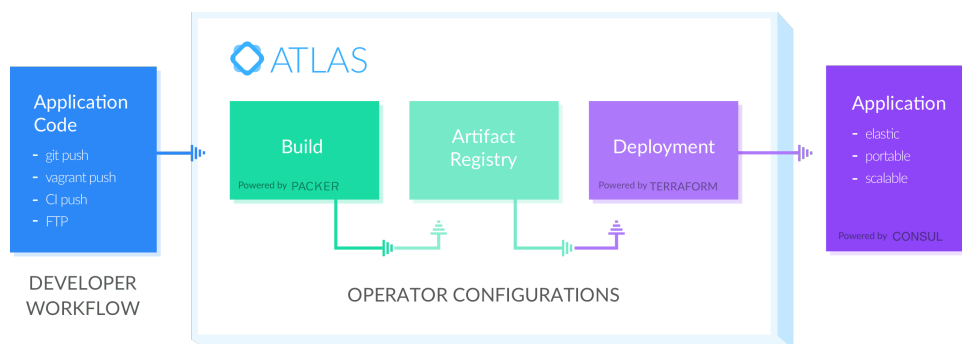 Application
Code
- git push
- vagrant push
- CI push
- FTP
DEVELOPER
WORKFLOW
ATLAS
Build
Powered by PACKER
Artifact
Registry
Deployment
Powered by TERRAFORM
OPERATOR CONFIGURATIONS
Application
- elastic
- portable
- scalable
Powered by CONSUL